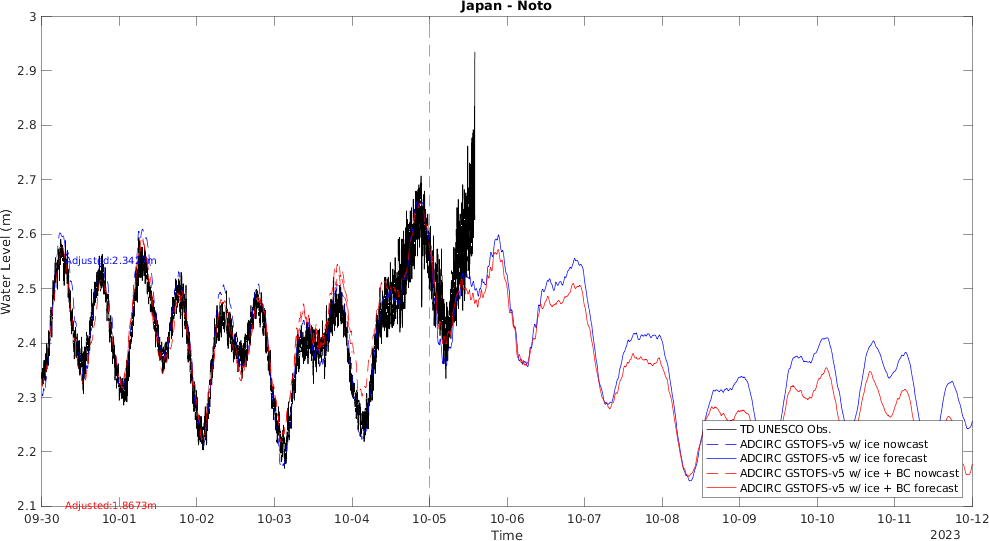 Japan - Noto
3
2.9
2.8
2.7
2.6
2.5
2.4
2.3
2.2
2.1
Water Level (m)
Adjusted:1.8673m
TD UNESCO Obs.
ADCIRC GSTOFS-v5 w/ ice nowcast
ADCIRC GSTOFS-v5 w/ ice forecast
ADCIRC GSTOFS-v5 w/ ice + BC nowcast
ADCIRC GSTOFS-v5 w/ ice + BC forecast
09-30 10-01 10-02 10-03 10-04 10-05 10-06 10-07 10-08 10-09 10-10 10-11 10-12
Time
2023